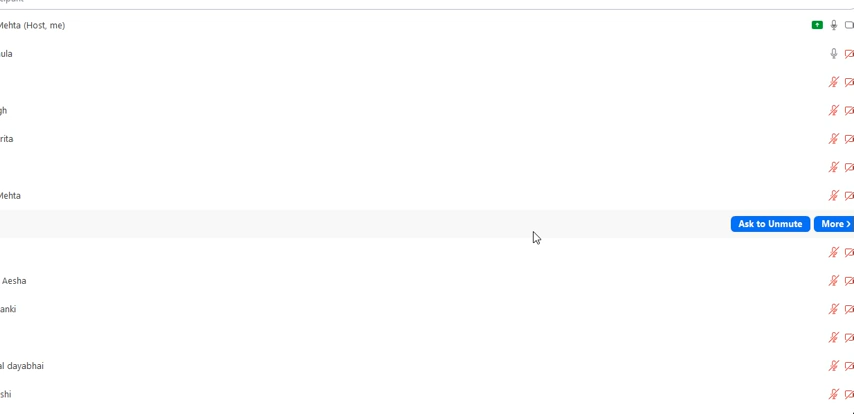 Mehta (Host, me)
ula
gh
rita
Mehta
Ask to Unmute More >
Aesha
anki
al dayabhai
shi